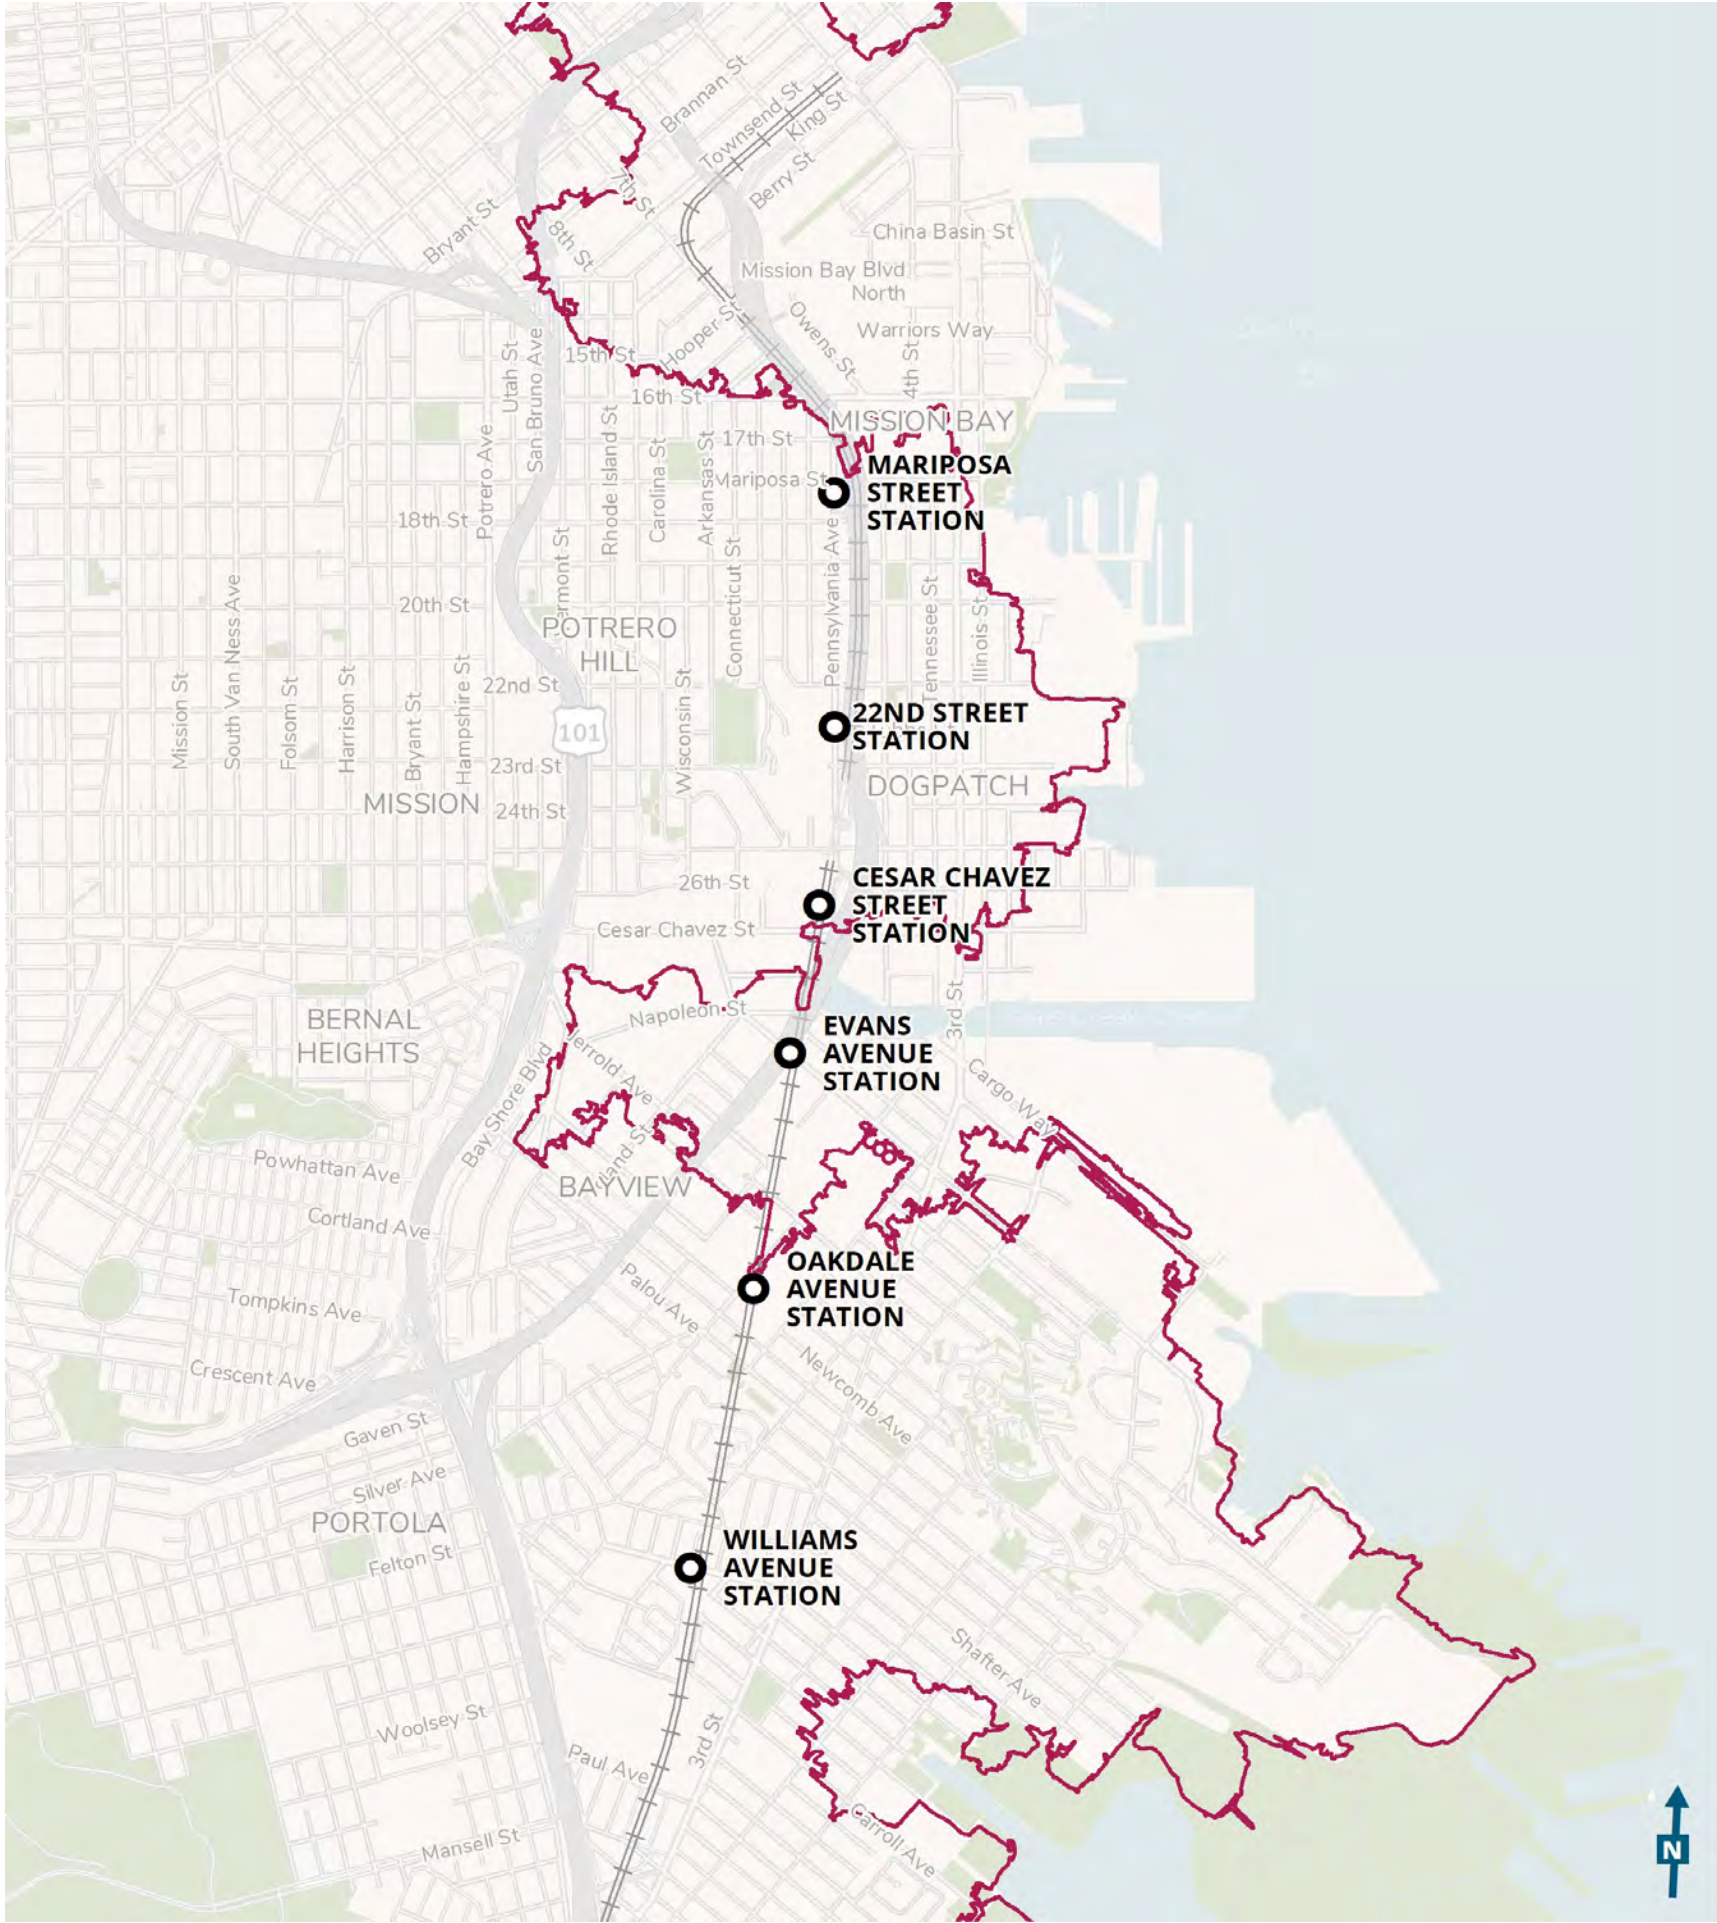 Brannan St
Townsend St
King St
Berry St
7th St
8th St
Bryant St
China Basin St
Mission Bay Blvd
North
Owens St
Warriors Way
Hooper St
4th St
15th St
16th St
Utah St
San Bruno Ave
MISSION BAY
17th St
Mariposa St
MARIPOSA
STREET
STATION
Potrero Ave
Rhode Island St
Carolina St
Arkansas St
18th St
Pennsylvania Ave
Connecticut St
20th St
Tennessee St
Illinois St
POTRERO
HILL
Mission St
South Van Ness Ave
Folsom St
Harrison St
Bryant St
Hampshire St
22nd St
Wisconsin St
22ND STREET
STATION
101
23rd St
DOGPATCH
MISSION
24th St
26th St
CESAR CHAVEZ
STREET
STATION
Cesar Chavez St
BERNAL
HEIGHTS
Napoleon St
3rd St
EVANS
AVENUE
STATION
Jerrold Ave
Bay Shore Blvd
Cargo Way
Powhattan Ave
BAYVIEW
Cortland Ave
OAKDALE
AVENUE
STATION
Palou Ave
Tompkins Ave
Crescent Ave
Newcomb Ave
Gaven St
Silver Ave
PORTOLA
Felton St
WILLIAMS
AVENUE
STATION
Shafter Ave
Woolsey St
3rd St
Paul Ave
Carroll Ave
Mansell St
N